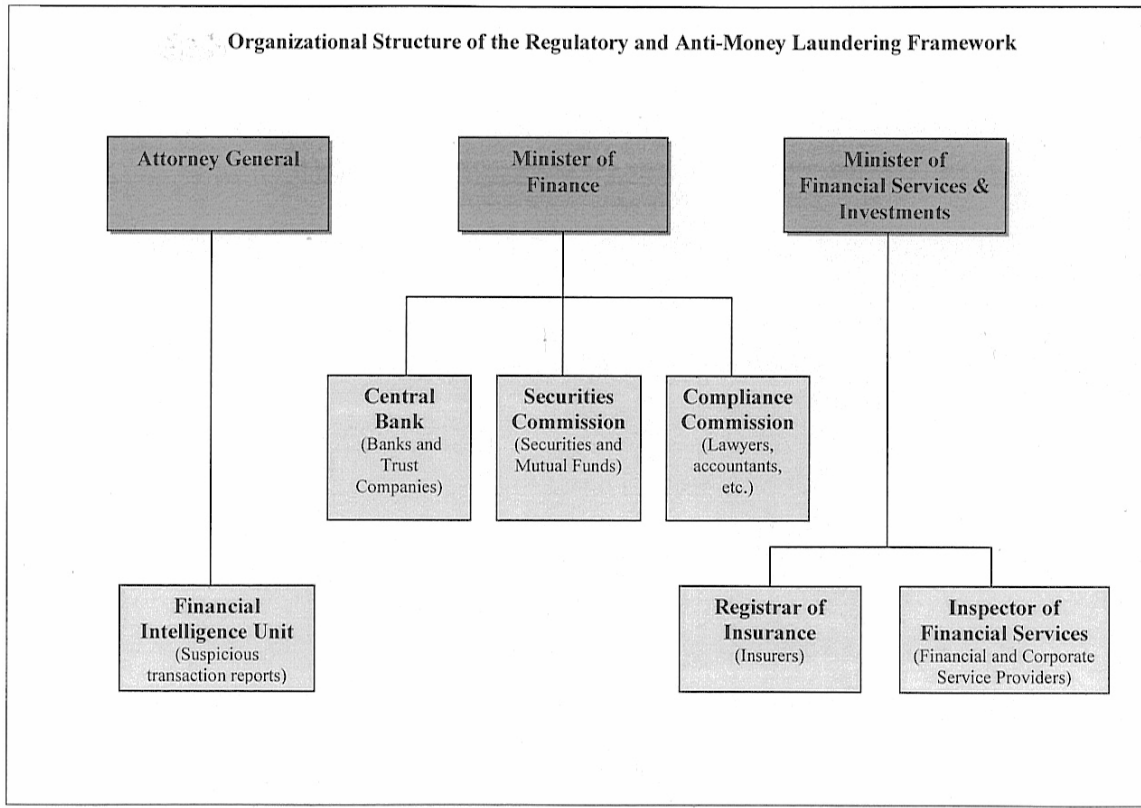 Organizational Structure of the Regulatory and Anti-Money Laundering Framework
Attorney General
Minister of
Finance
Minister of
Financial Services &
Investments
Central
Bank
(Banks and
Trust
Companies)
Securities
Commission
(Securities and
Mutual Funds)
Compliance
Commission
(Lawyers,
accountants,
etc.)
Financial
Intelligence Unit
(Suspicious
transaction reports)
Registrar of
Insurance
(Insurers)
Inspector of
Financial Services
(Financial and Corporate
Service Providers)